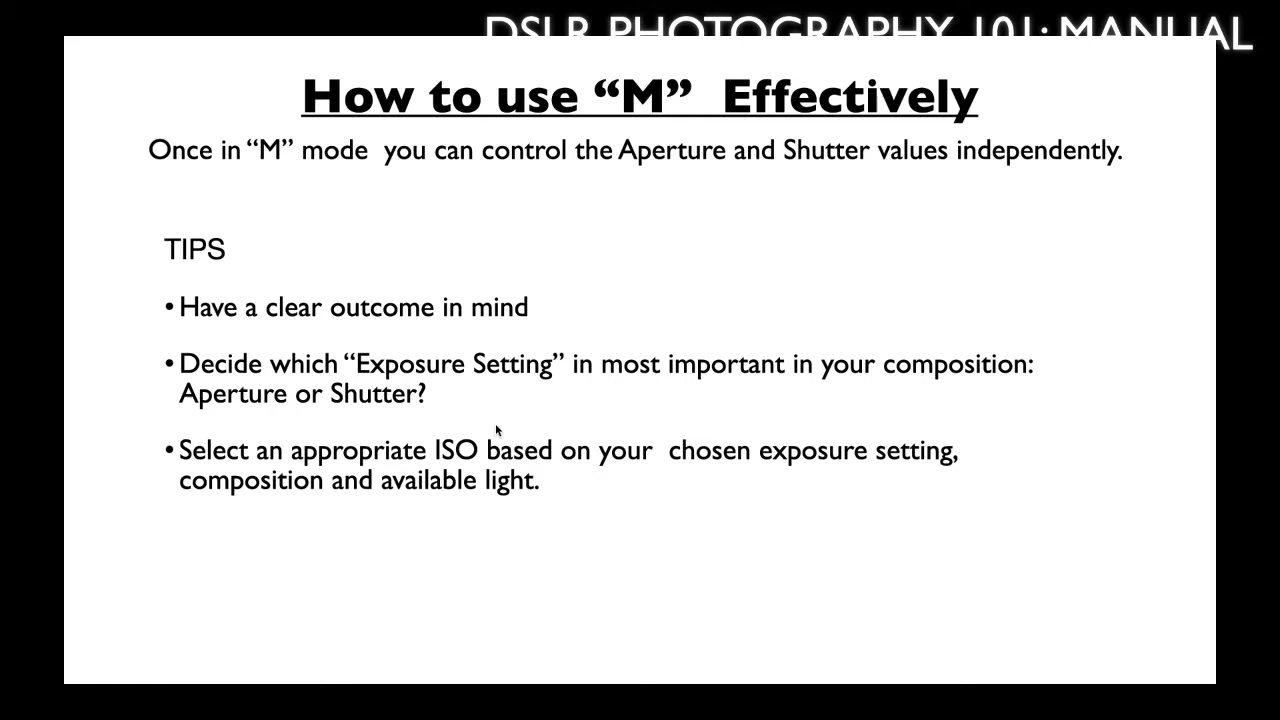 DSLR PHOTOGRAPHY 101: MANUAL
How to use “M” Effectively
Once in “M” mode you can control the Aperture and Shutter values independently.
TIPS
• Have a clear outcome in mind
• Decide which “Exposure Setting” in most important in your composition:
Aperture or Shutter?
• Select an appropriate ISO based on your chosen exposure setting,
composition and available light.